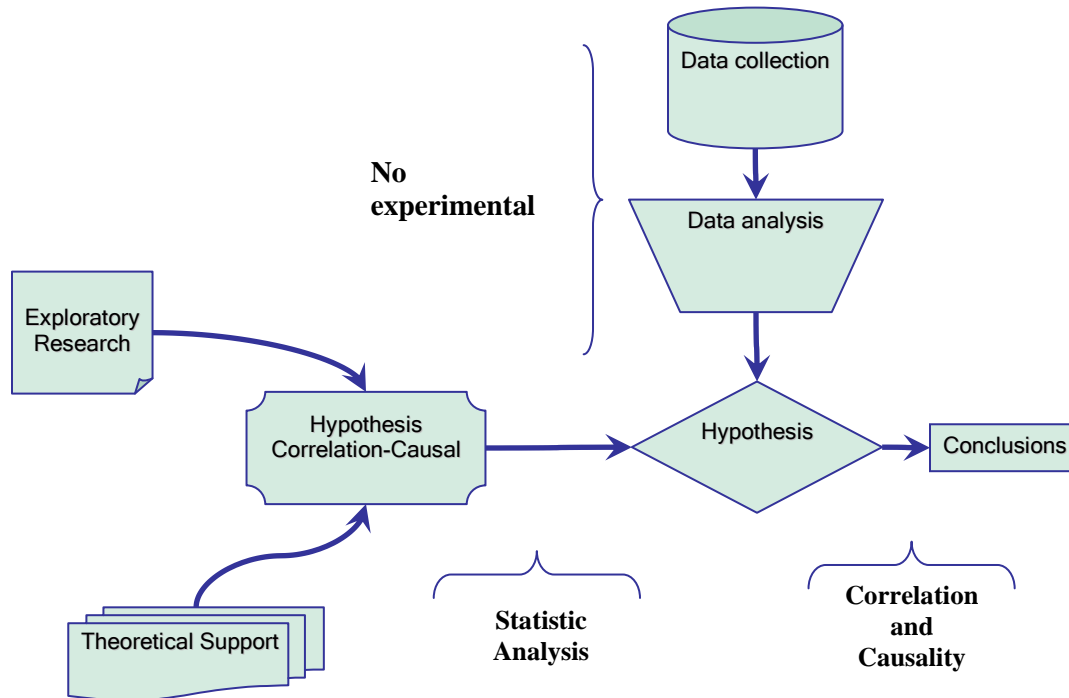 Data collection
No
experimental
Data analysis
Exploratory
Research
Hypothesis
Correlation-Causal
Hypothesis
Conclusions
Theoretical Support
Statistic
Analysis
Correlation
and
Causality